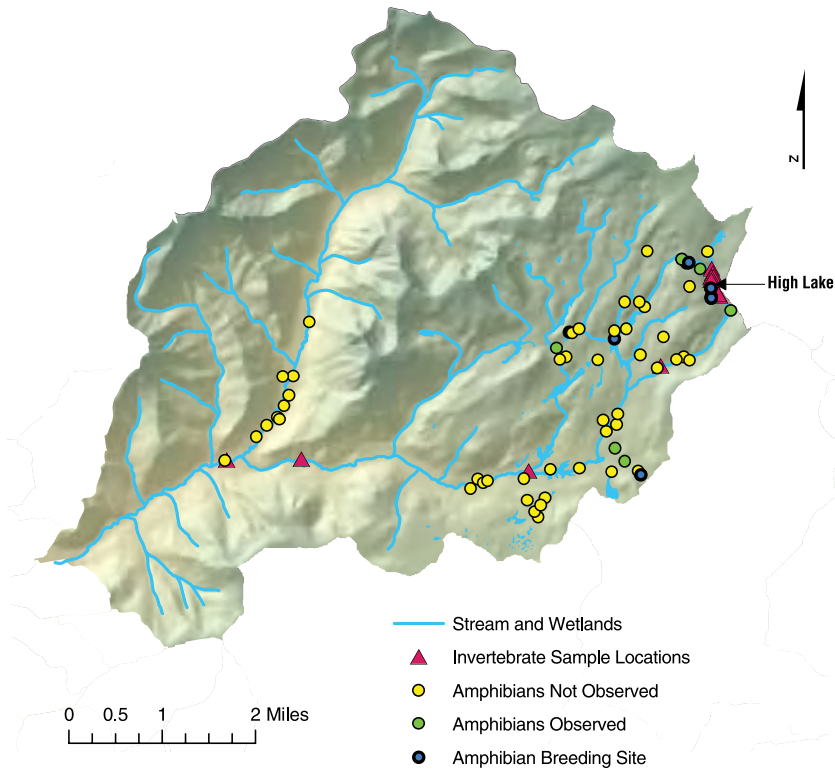 N
High Lake
Stream and Wetlands
Invertebrate Sample Locations
Amphibians Not Observed
Amphibians Observed
Amphibian Breeding Site
0 0.5 1 2 Miles